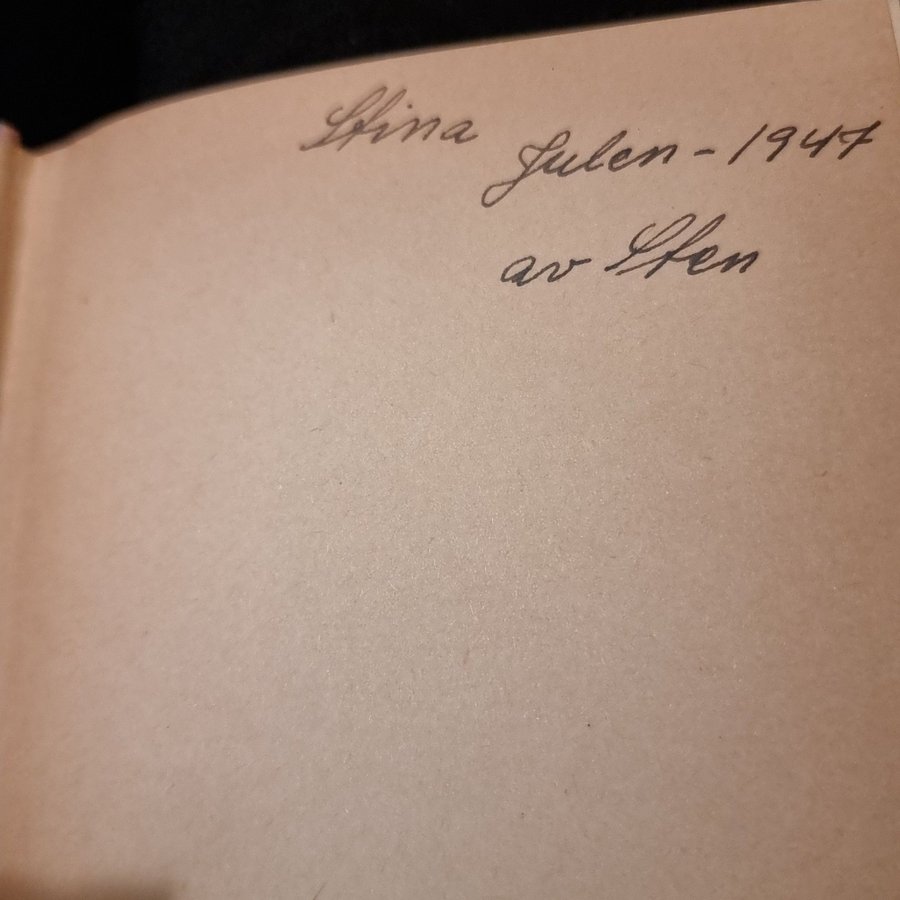 Stina
Julen - 1947
av Sten